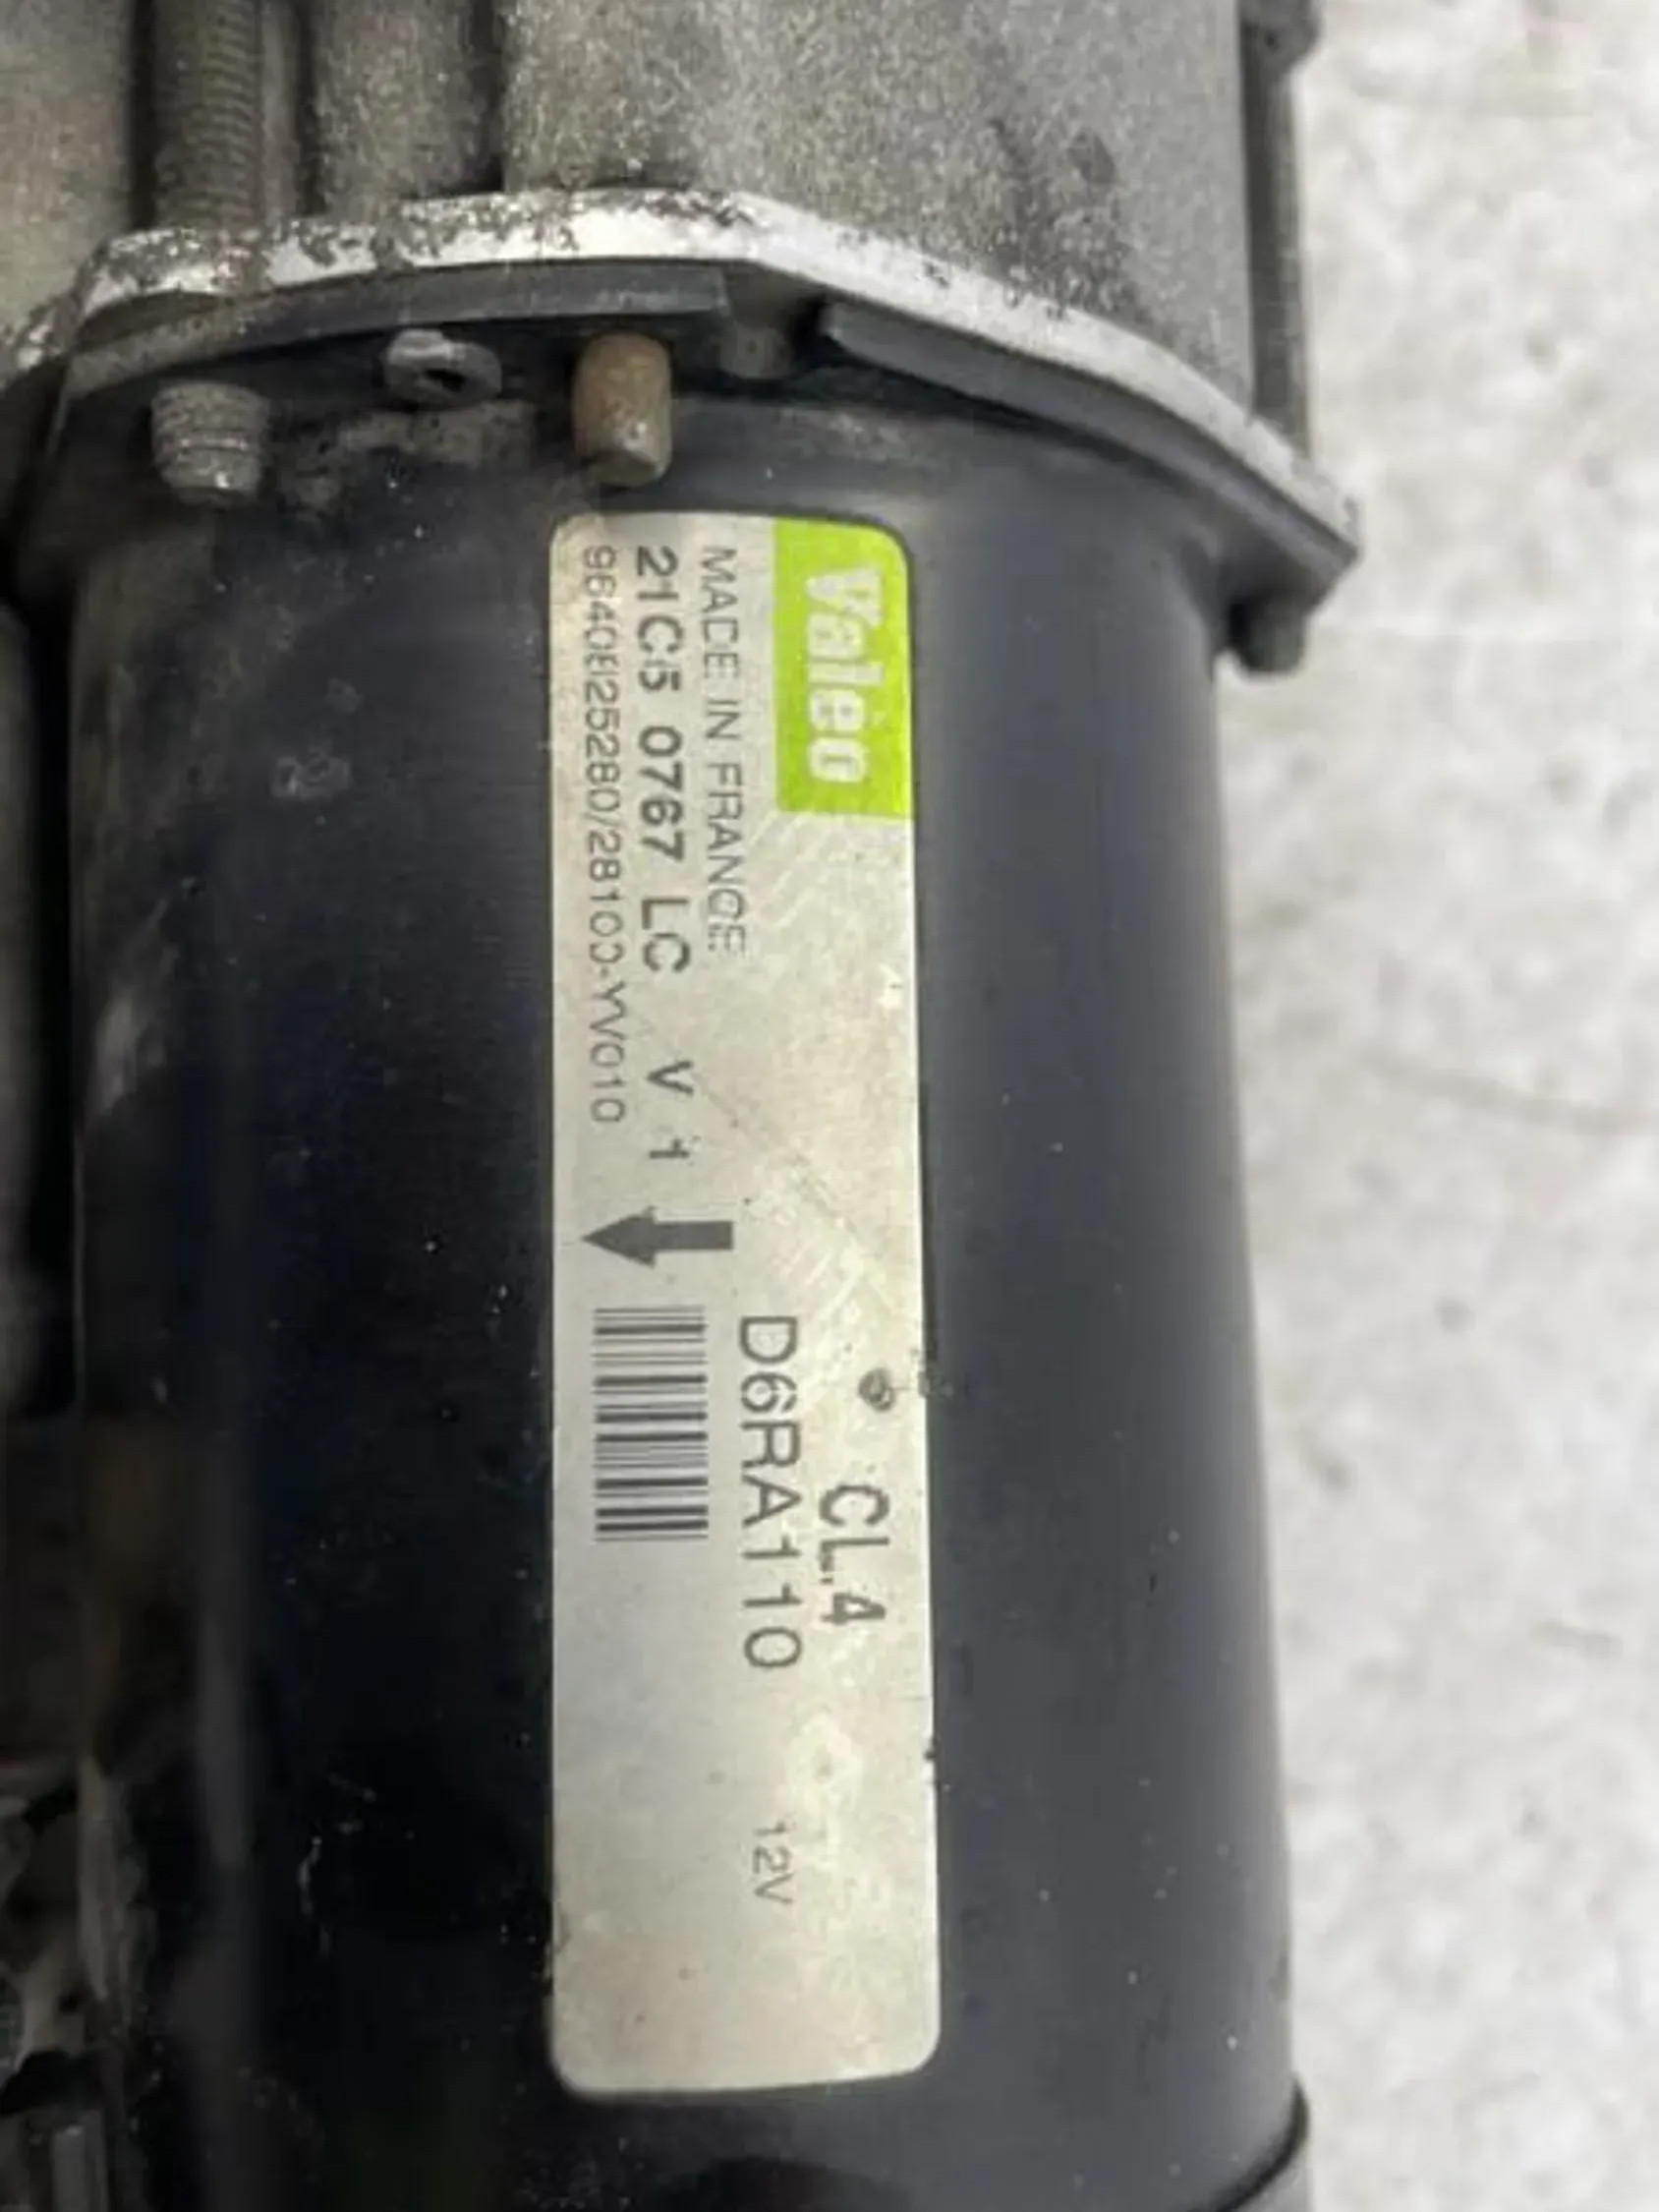 Valeo
MADE IN FRANCE
21C5 0767 LC V 1
9640825280/28100-YV010
CL.4
D6RA110
12V